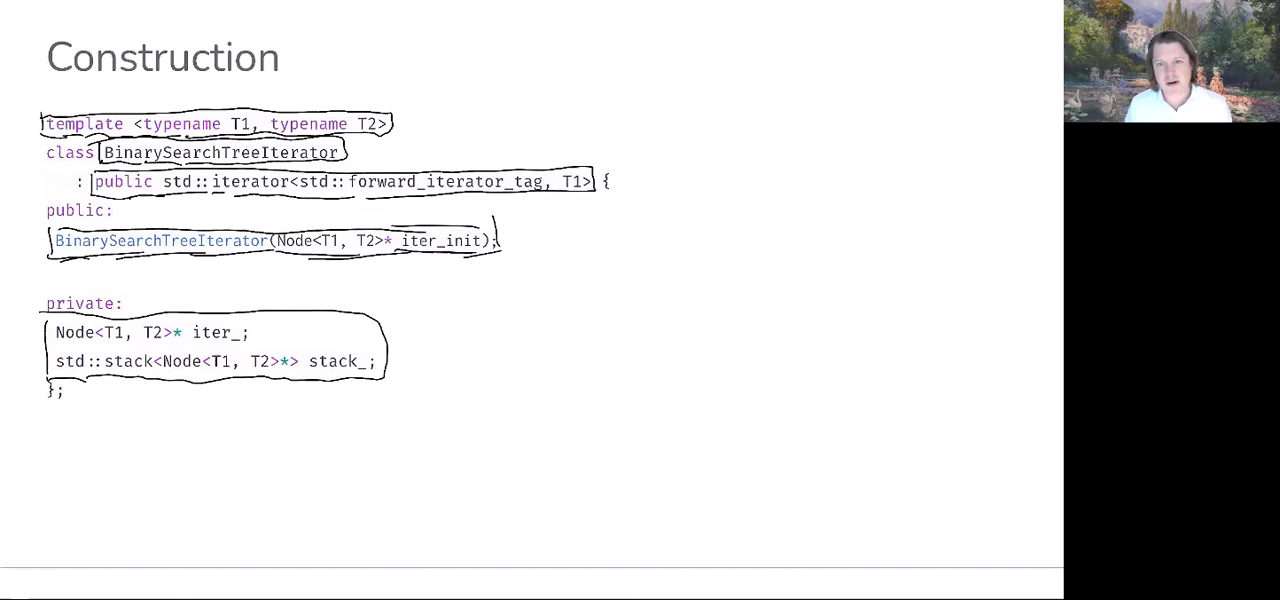 Construction
template <typename T1, typename T2>
class BinarySearchTreeIterator
: public std::iterator<std::forward_iterator_tag, T1> {
public:
BinarySearchTreeIterator(Node<T1, T2>* iter_init);
private:
Node<T1, T2>* iter_;
std::stack<Node<T1, T2>*> stack_;
};